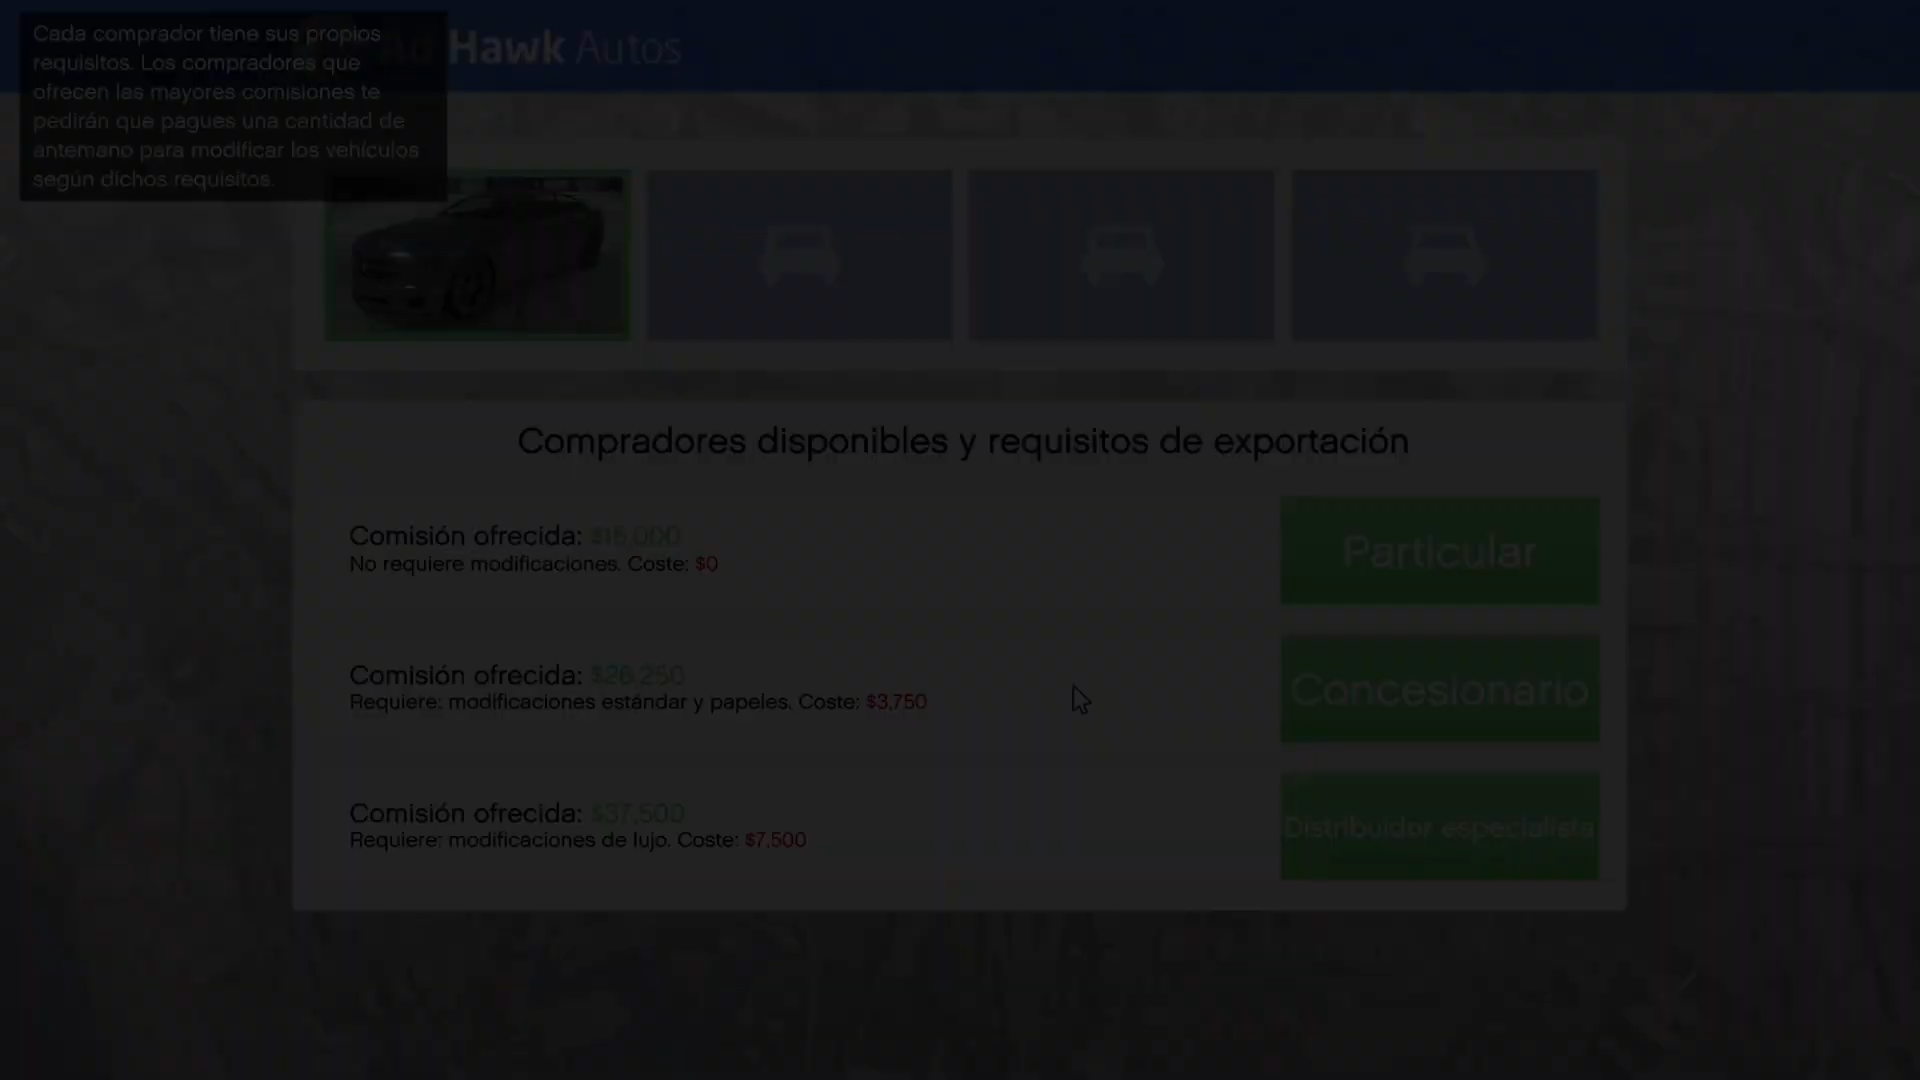 Cada comprador tiene sus propios
requisitos. Los compradores que
ofrecen las mayores comisiones te
pedirán que pagues una cantidad de
antemano para modificar los vehículos
según dichos requisitos.
Hawk Autos
Compradores disponibles y requisitos de exportación
Comisión ofrecida: $15,000
No requiere modificaciones. Coste: $0
Particular
Comisión ofrecida: $26,250
Requiere: modificaciones estándar y papeles. Coste: $3,750
Concesionario
Comisión ofrecida: $37,500
Requiere: modificaciones de lujo. Coste: $7,500
Distribuidor especialista